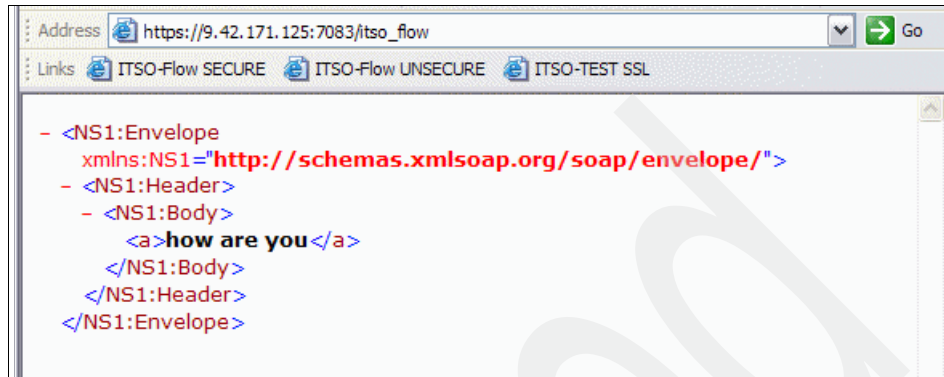 Address https://9.42.171.125:7083/itso_flow Go
Links ITSO-Flow SECURE ITSO-Flow UNSECURE ITSO-TEST SSL
- <NS1:Envelope
xmlns:NS1="http://schemas.xmlsoap.org/soap/envelope/">
- <NS1:Header>
- <NS1:Body>
<a>how are you</a>
</NS1:Body>
</NS1:Header>
</NS1:Envelope>